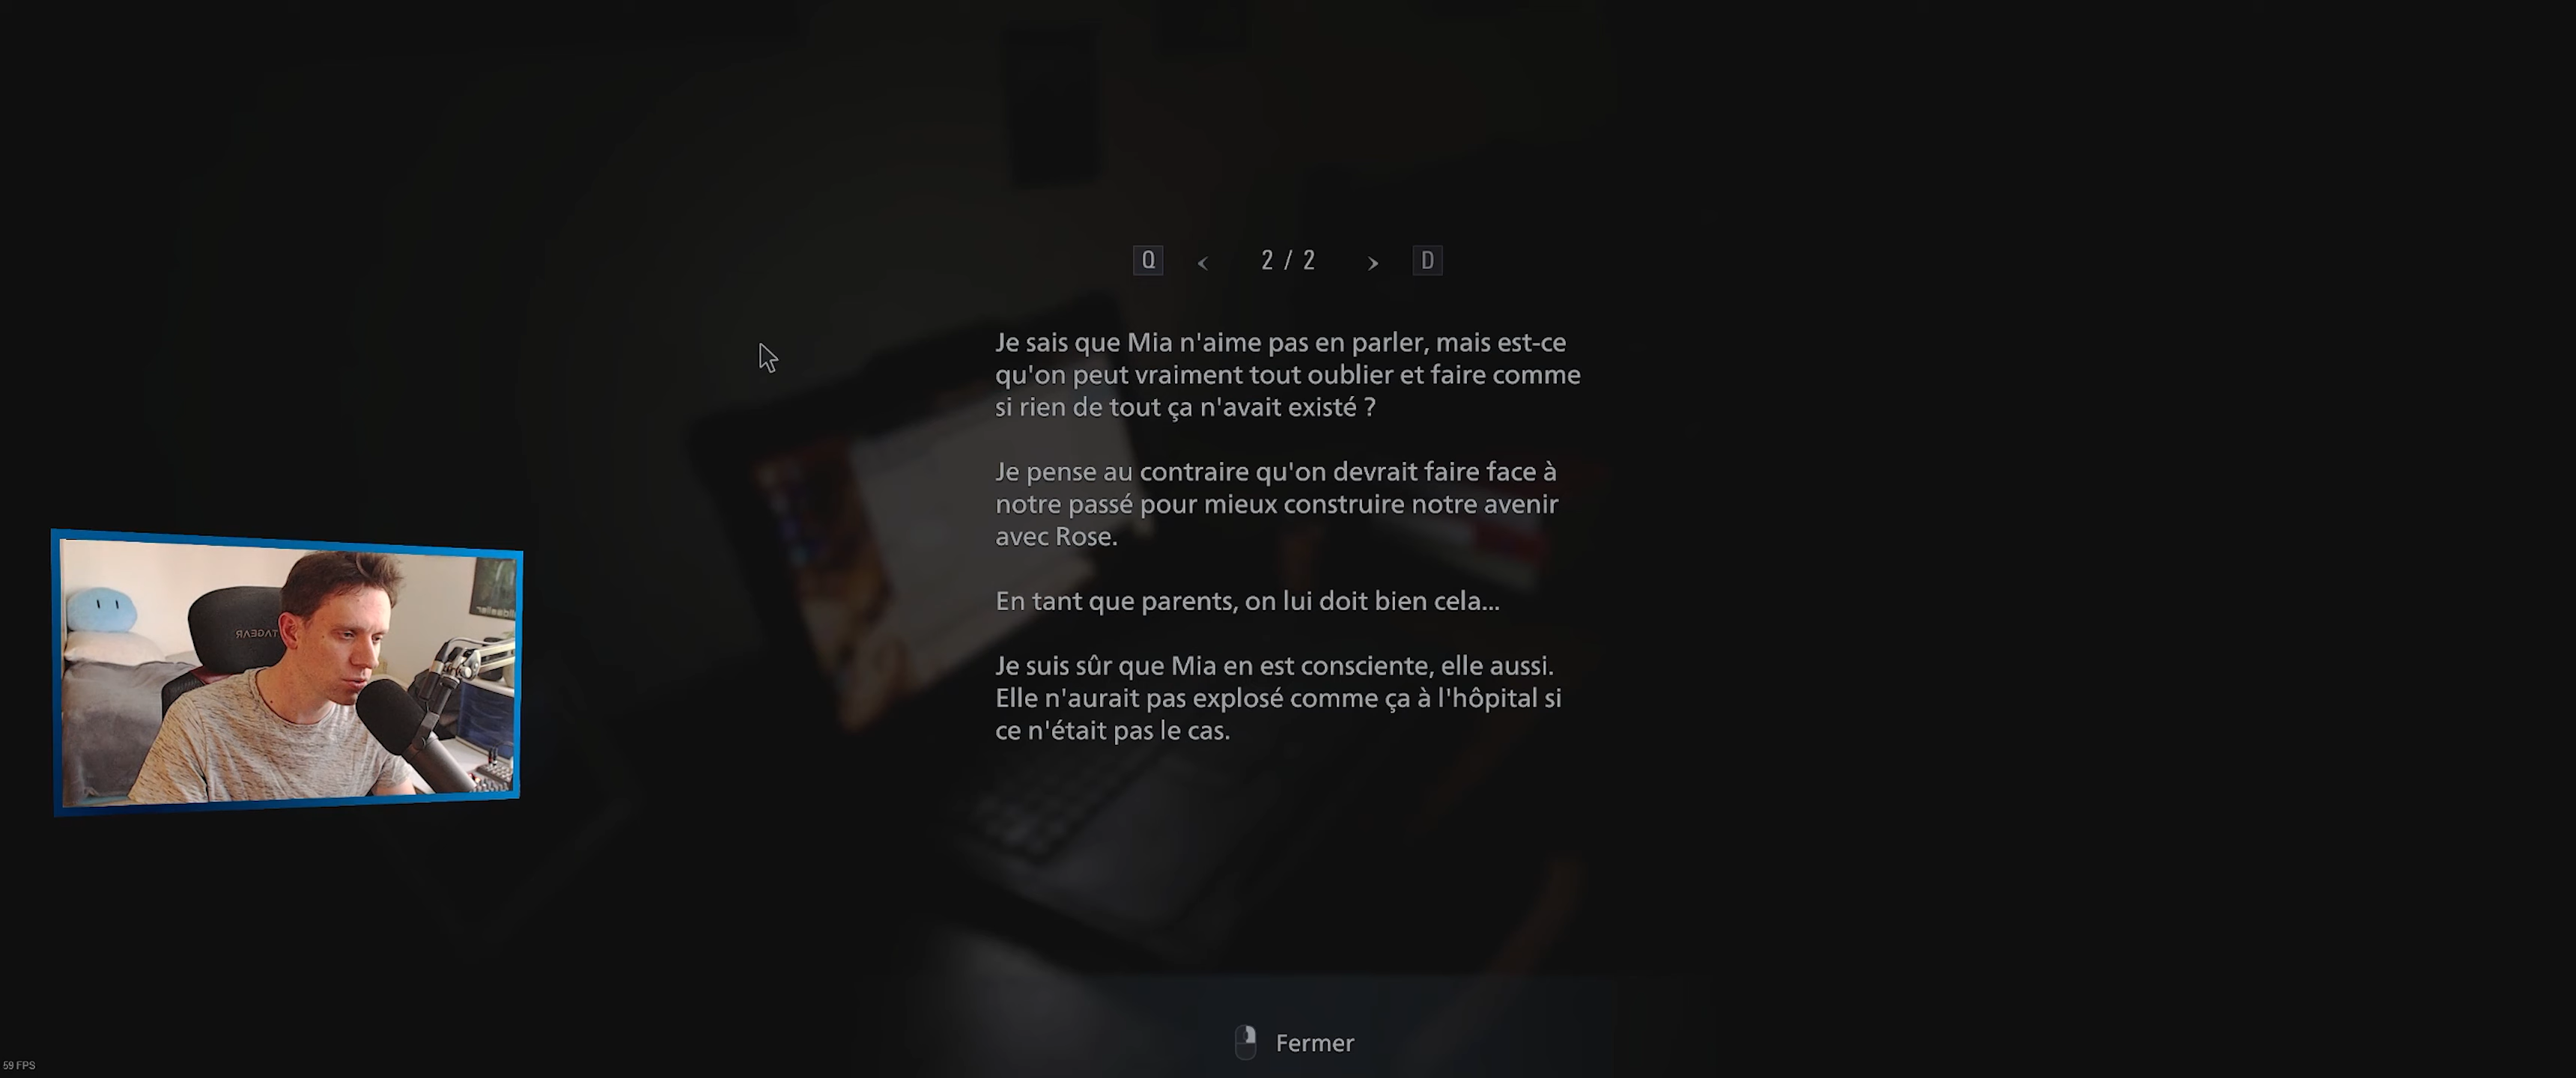 Q < 2 / 2 > D
Je sais que Mia n'aime pas en parler, mais est-ce
qu'on peut vraiment tout oublier et faire comme
si rien de tout ça n'avait existé ?
Je pense au contraire qu'on devrait faire face à
notre passé pour mieux construire notre avenir
avec Rose.
En tant que parents, on lui doit bien cela...
Je suis sûr que Mia en est consciente, elle aussi.
Elle n'aurait pas explosé comme ça à l'hôpital si
ce n'était pas le cas.
Fermer
59 FPS